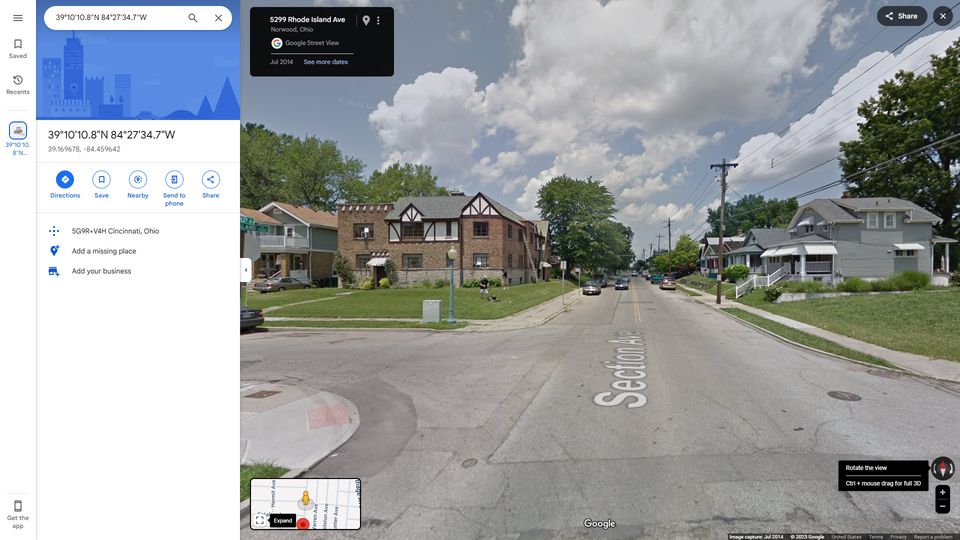 39°10'10.8"N 84°27'34.7"W
Saved
Recents
39°10'10.
8"N...
39°10'10.8"N 84°27'34.7"W
39.169678, -84.459642
Directions
Save
Nearby
Send to
phone
Share
5G9R+V4H Cincinnati, Ohio
Add a missing place
Add your business
Get the
app
5299 Rhode Island Ave
Norwood, Ohio
Google Street View
Jul 2014 See more dates
Share
Section Ave
Rotate the view
Ctrl + mouse drag for full 3D
Expand
Google
Image capture: Jul 2014 © 2025 Google United States Terms Privacy Report a problem